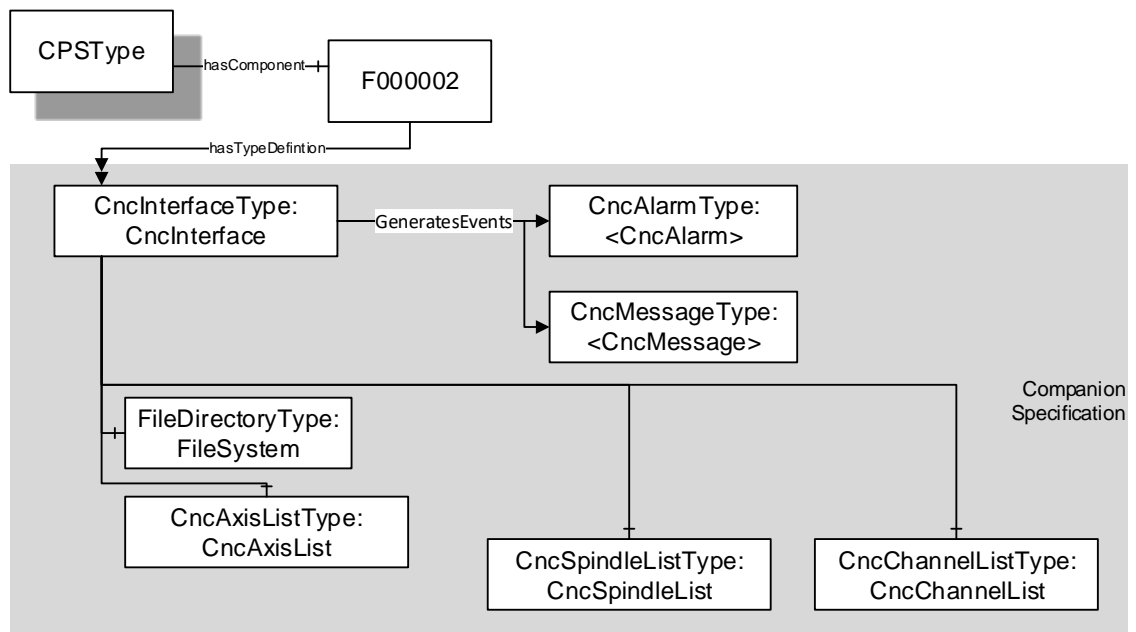 CPSType
hasComponent
F000002
hasTypeDefintion
CncInterfaceType:
CncInterface
GeneratesEvents
CncAlarmType:
<CncAlarm>
CncMessageType:
<CncMessage>
Companion
Specification
FileDirectoryType:
FileSystem
CncAxisListType:
CncAxisList
CncSpindleListType:
CncSpindleList
CncChannelListType:
CncChannelList